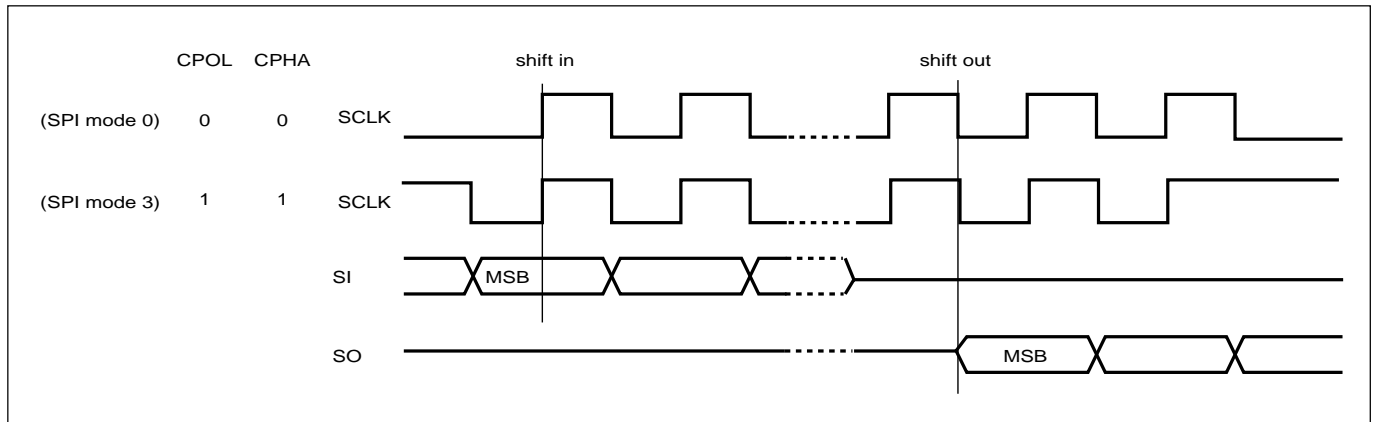 CPOL CPHA shift in shift out
(SPI mode 0) 0 0 SCLK
(SPI mode 3) 1 1 SCLK
SI MSB
SO MSB